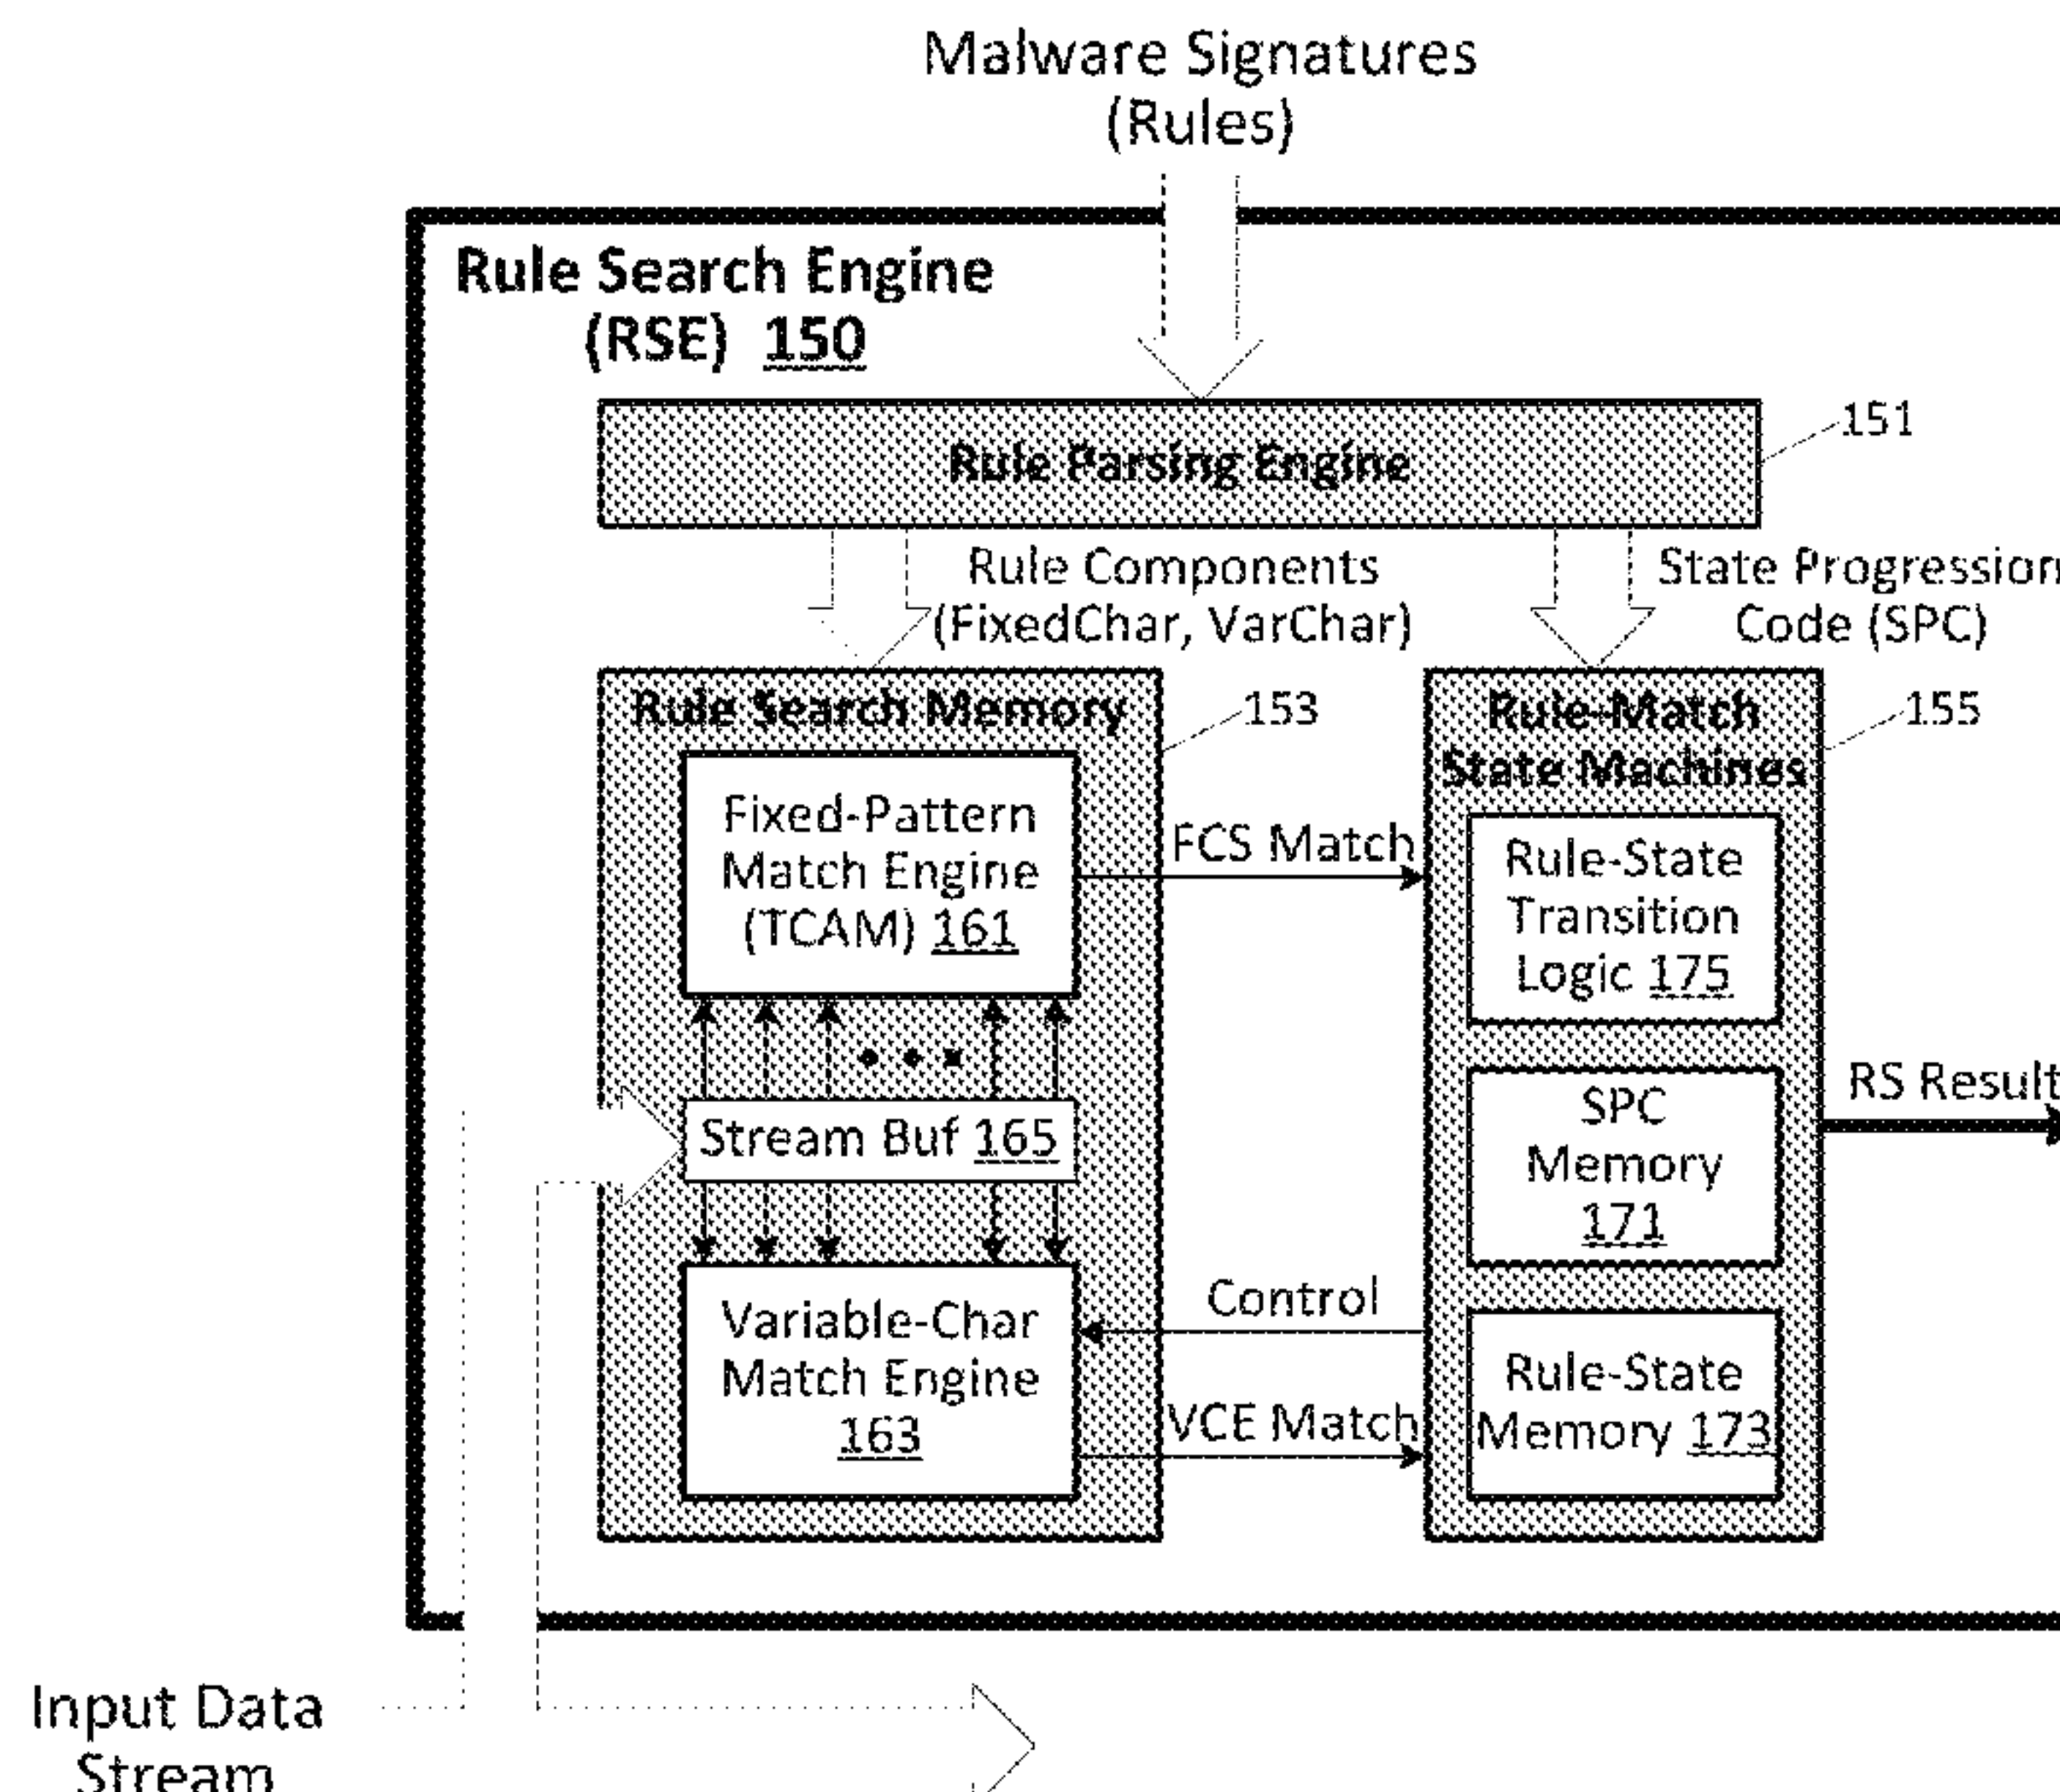 Malware Signatures
(Rules)
Rule Search Engine
(RSE) 150
Rule Parsing Engine
151
Rule Components
(FixedChar, VarChar)
State Progression
Code (SPC)
Rule Search Memory
153
Rule-Match
State Machines
155
Fixed-Pattern
Match Engine
(TCAM) 161
FCS Match
Rule-State
Transition
Logic 175
Stream Buf 165
SPC
Memory
171
RS Result
Variable-Char
Match Engine
163
Control
VCE Match
Rule-State
Memory 173
Input Data
Stream